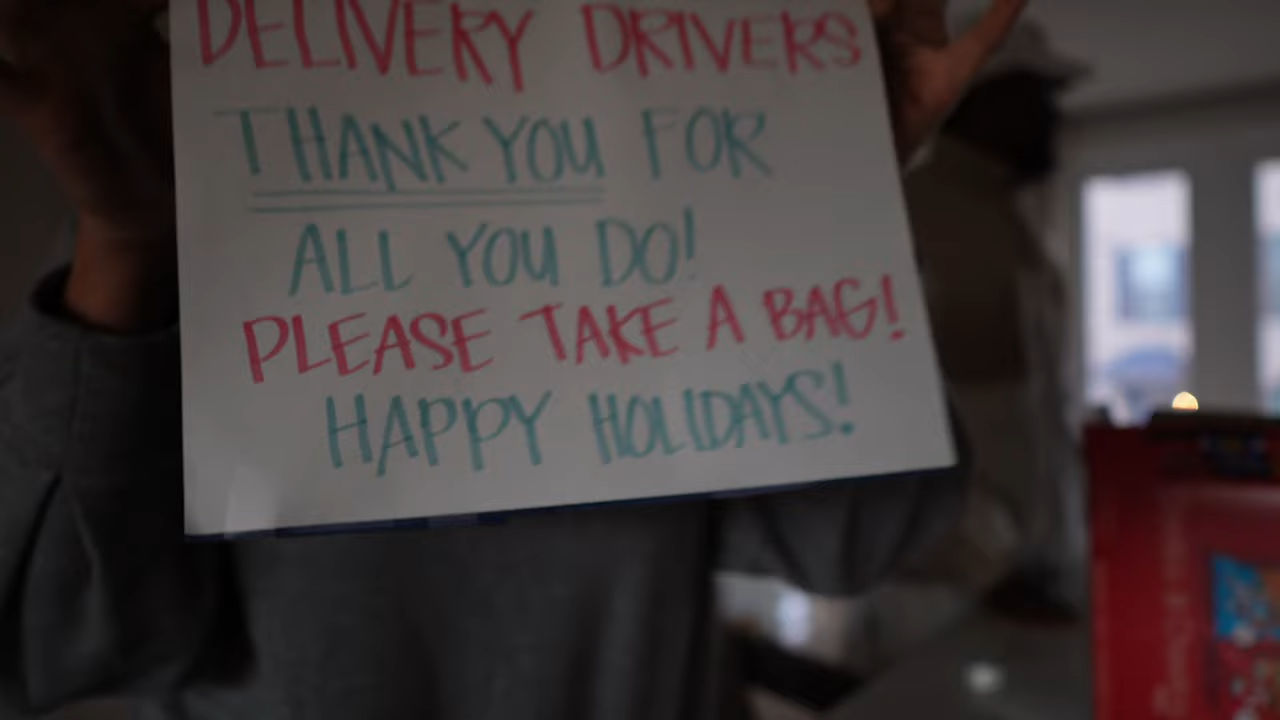 DELIVERY DRIVERS
THANK YOU FOR
ALL YOU DO!
PLEASE TAKE A BAG!
HAPPY HOLIDAYS!